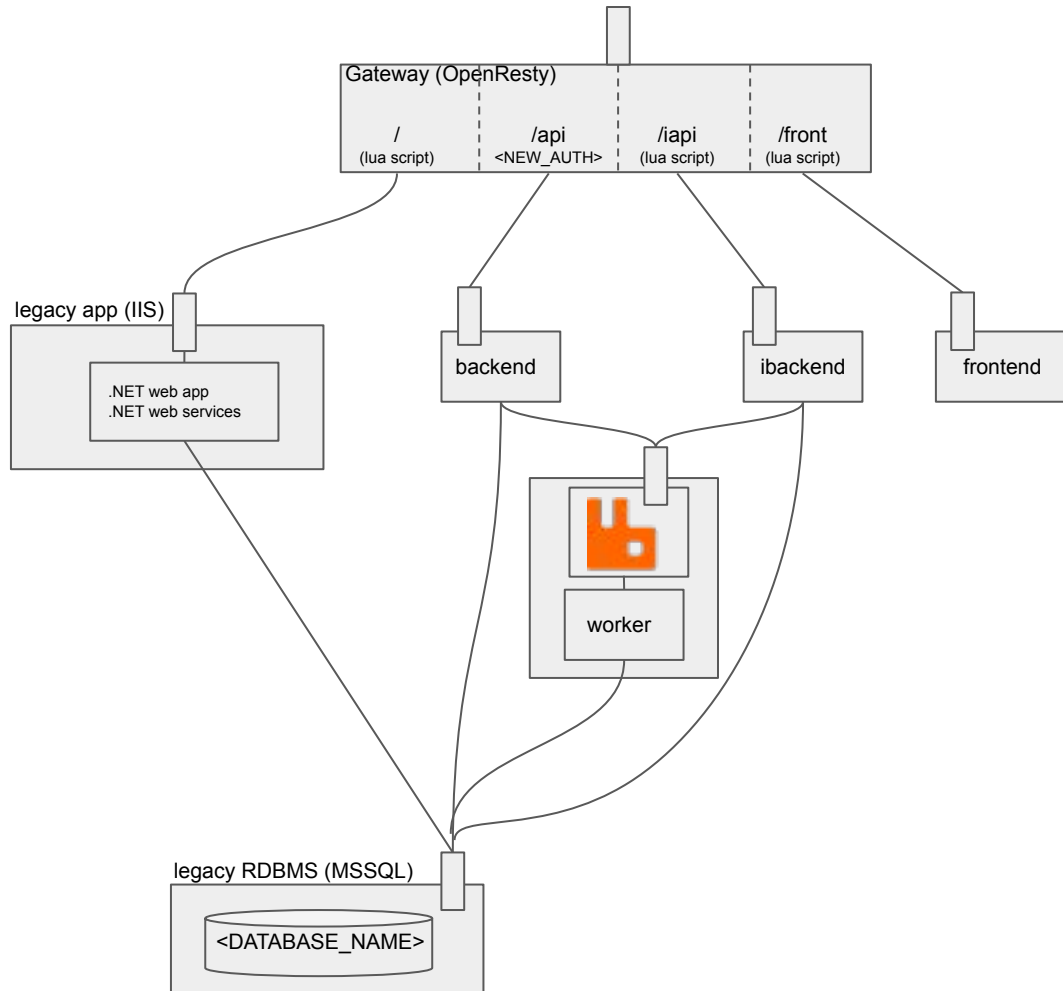 Gateway (OpenResty)
/
(lua script)
/api
<NEW_AUTH>
/iapi
(lua script)
/front
(lua script)
legacy app (IIS)
.NET web app
.NET web services
backend
ibackend
frontend
worker
legacy RDBMS (MSSQL)
<DATABASE_NAME>